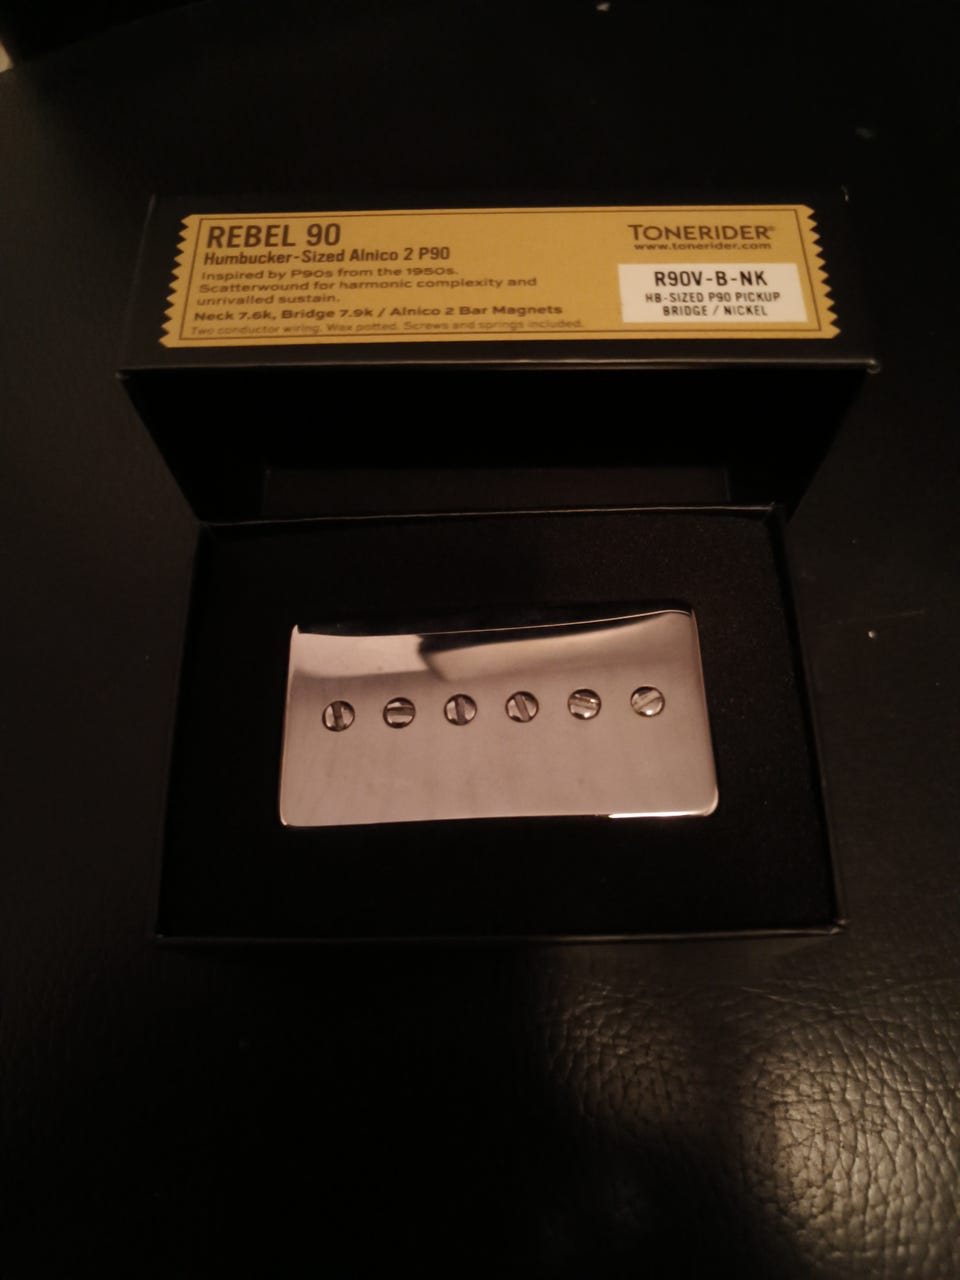 REBEL 90
Humbucker-Sized Alnico 2 P90
Inspired by P90s from the 1950s.
Scatterwound for harmonic complexity and
unrivalled sustain.
Neck 7.6k, Bridge 7.9k / Alnico 2 Bar Magnets
Two conductor wiring. Wax potted. Screws and springs included.
TONERIDER®
www.tonerider.com
R90V-B-NK
HB-SIZED P90 PICKUP
BRIDGE / NICKEL